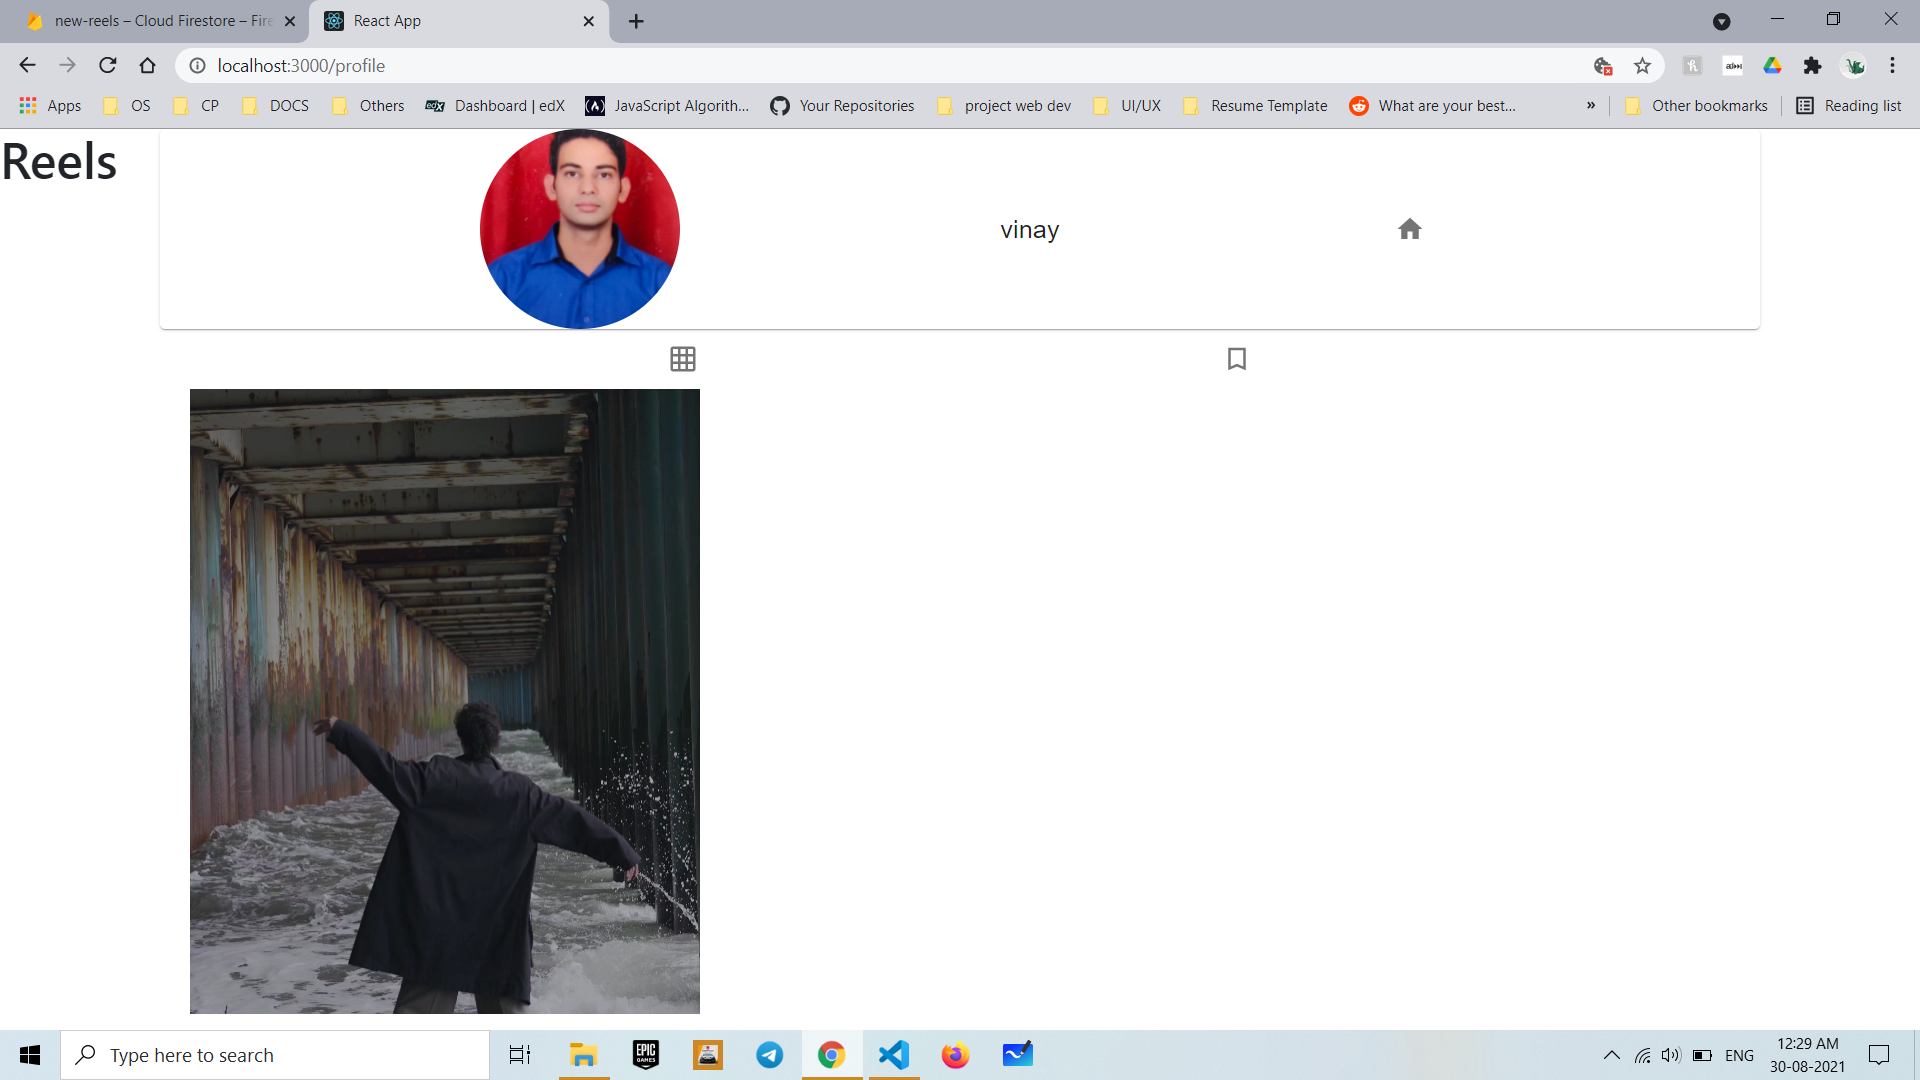 new-reels – Cloud Firestore – Fire
React App
localhost:3000/profile
Apps OS CP DOCS Others Dashboard | edX JavaScript Algorith... Your Repositories project web dev UI/UX Resume Template What are your best... » Other bookmarks Reading list
Reels
vinay
Type here to search
EPIC
GAMES
ENG
12:29 AM
30-08-2021